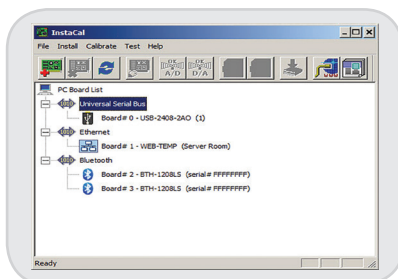 InstaCal
File Install Calibrate Test Help
A/D D/A
PC Board List
Universal Serial Bus
Board# 0 - USB-2408-2AO (1)
Ethernet
Board# 1 - WEB-TEMP (Server Room)
Bluetooth
Board# 2 - BTH-1208LS (serial# FFFFFFFF)
Board# 3 - BTH-1208LS (serial# FFFFFFFF)
Ready